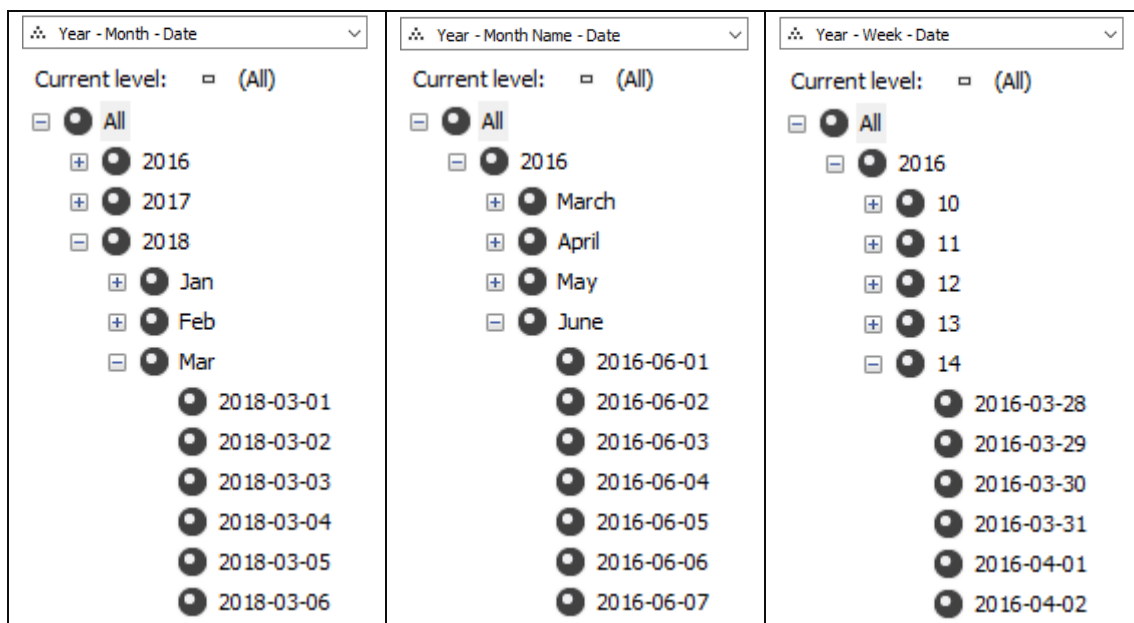 Year - Month - Date
Current level: (All)
All
2016
2017
2018
Jan
Feb
Mar
2018-03-01
2018-03-02
2018-03-03
2018-03-04
2018-03-05
2018-03-06
Year - Month Name - Date
Current level: (All)
All
2016
March
April
May
June
2016-06-01
2016-06-02
2016-06-03
2016-06-04
2016-06-05
2016-06-06
2016-06-07
Year - Week - Date
Current level: (All)
All
2016
10
11
12
13
14
2016-03-28
2016-03-29
2016-03-30
2016-03-31
2016-04-01
2016-04-02